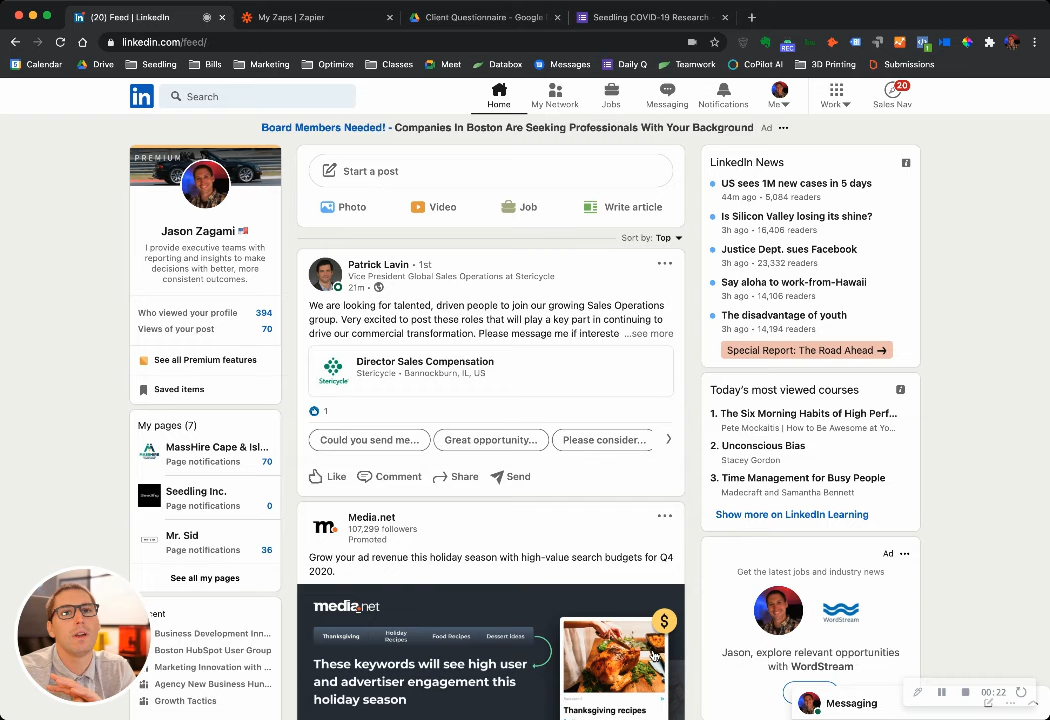 (20) Feed | LinkedIn
My Zaps | Zapier
Client Questionnaire - Google
Seedling COVID-19 Research -
linkedin.com/feed/
REC
1
Calendar
Drive
Seedling
Bills
Marketing
Optimize
Classes
Meet
Databox
Messages
Daily Q
Teamwork
CoPilot AI
3D Printing
Submissions
in
Search
Home
My Network
Jobs
Messaging
Notifications
Me
Work
20
Sales Nav
Board Members Needed! - Companies In Boston Are Seeking Professionals With Your Background
Ad
PREMIUM
Jason Zagami
I provide executive teams with
reporting and insights to make
decisions with better, more
consistent outcomes.
Who viewed your profile 394
Views of your post 70
See all Premium features
Saved items
My pages (7)
MassHire Cape & Isl...
Page notifications 70
Seedling
Seedling Inc.
Page notifications 0
Mr. Sid
Page notifications 36
See all my pages
ecent
Business Development Inn...
Boston HubSpot User Group
Marketing Innovation with ...
Agency New Business Hun...
Growth Tactics
Start a post
Photo
Video
Job
Write article
Sort by: Top
Patrick Lavin • 1st
Vice President Global Sales Operations at Stericycle
21m •
We are looking for talented, driven people to join our growing Sales Operations
group. Very excited to post these roles that will play a key part in continuing to
drive our commercial transformation. Please message me if intereste ...see more
Stericycle
Director Sales Compensation
Stericycle • Bannockburn, IL, US
1
Could you send me...
Great opportunity...
Please consider...
Like
Comment
Share
Send
m.
Media.net
107,299 followers
Promoted
Grow your ad revenue this holiday season with high-value search budgets for Q4
2020.
media.net
Thanksgiving
Holiday
Recipes
Food Recipes
Dessert ideas
These keywords will see high user
and advertiser engagement this
holiday season
$
Thanksgiving recipes
LinkedIn News
US sees 1M new cases in 5 days
44m ago • 5,084 readers
Is Silicon Valley losing its shine?
3h ago • 16,406 readers
Justice Dept. sues Facebook
3h ago • 23,332 readers
Say aloha to work-from-Hawaii
3h ago • 14,106 readers
The disadvantage of youth
3h ago • 14,194 readers
Special Report: The Road Ahead →
Today's most viewed courses
1. The Six Morning Habits of High Perf...
Pete Mockaitis | How to Be Awesome at Yo...
2. Unconscious Bias
Stacey Gordon
3. Time Management for Busy People
Madecraft and Samantha Bennett
Show more on LinkedIn Learning
Ad
Get the latest jobs and industry news
WordStream
Jason, explore relevant opportunities
with WordStream
Messaging
00:22